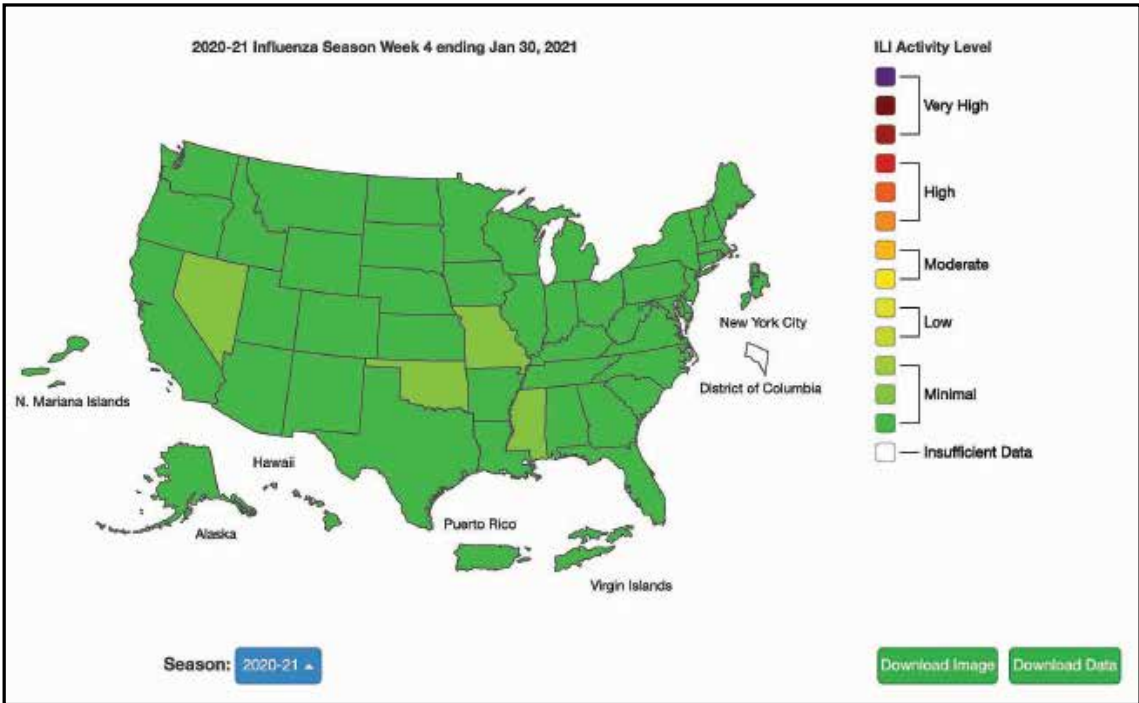 2020-21 Influenza Season Week 4 ending Jan 30, 2021
ILI Activity Level
Very High
High
Moderate
Low
Minimal
Insufficient Data
New York City
District of Columbia
N. Mariana Islands
Hawaii
Alaska
Puerto Rico
Virgin Islands
Season: 2020-21
Download Image
Download Data